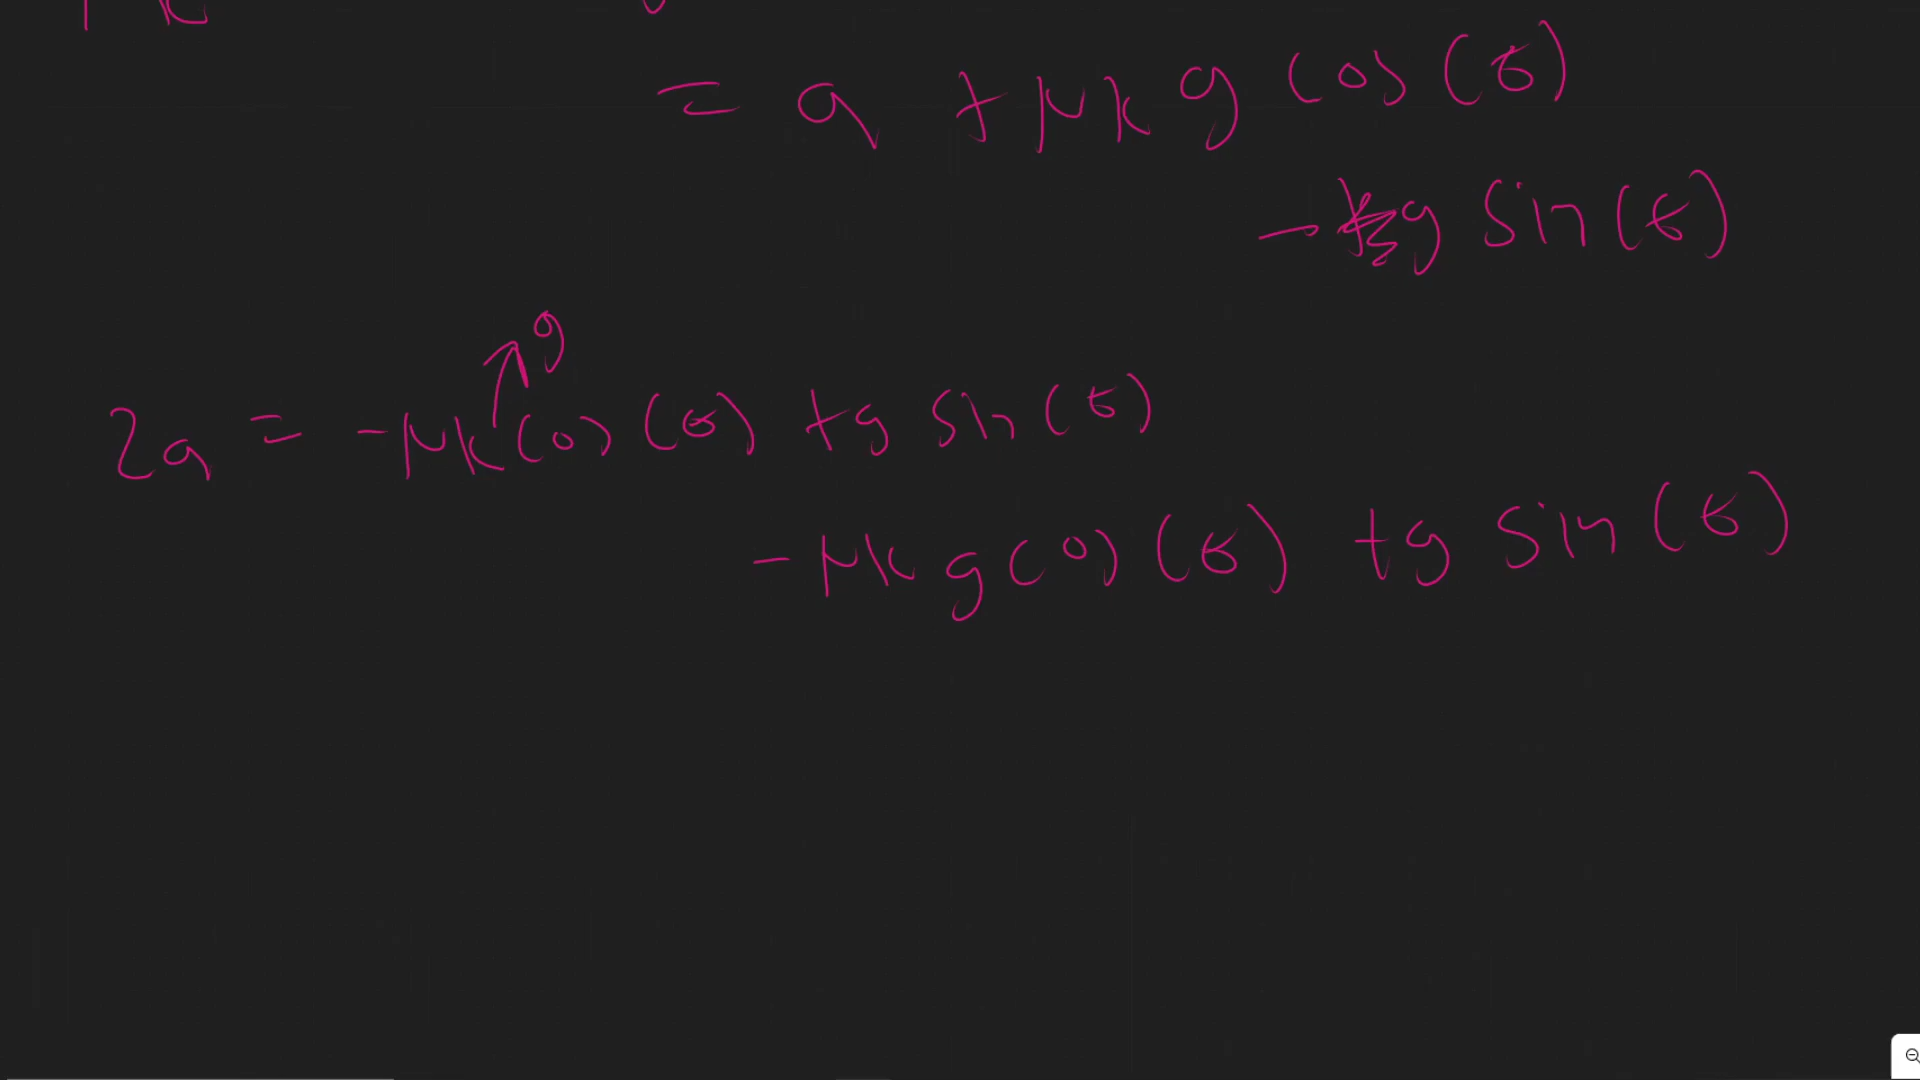 = a + μk g cos(θ)
- g sin(θ)
g
2a = -μk cos(θ) + g sin(θ)
- μk g cos(θ) + g sin(θ)